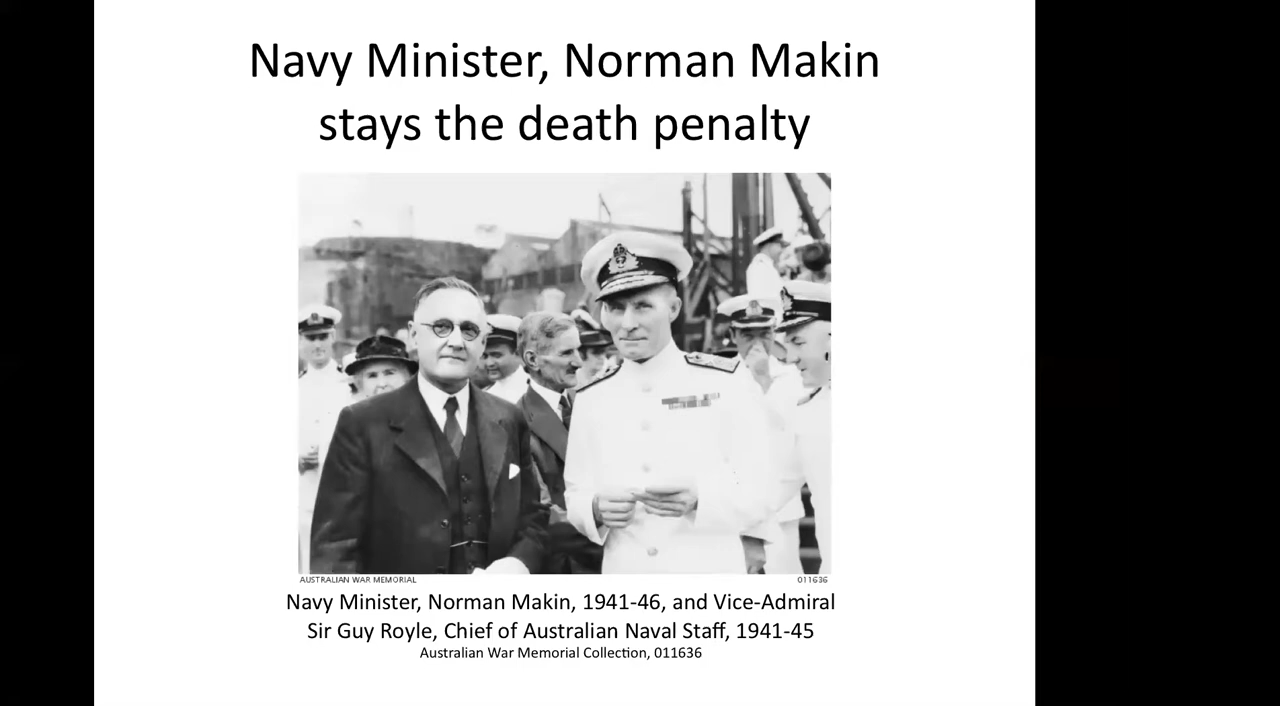 Navy Minister, Norman Makin
stays the death penalty
AUSTRALIAN WAR MEMORIAL 011636
Navy Minister, Norman Makin, 1941-46, and Vice-Admiral
Sir Guy Royle, Chief of Australian Naval Staff, 1941-45
Australian War Memorial Collection, 011636